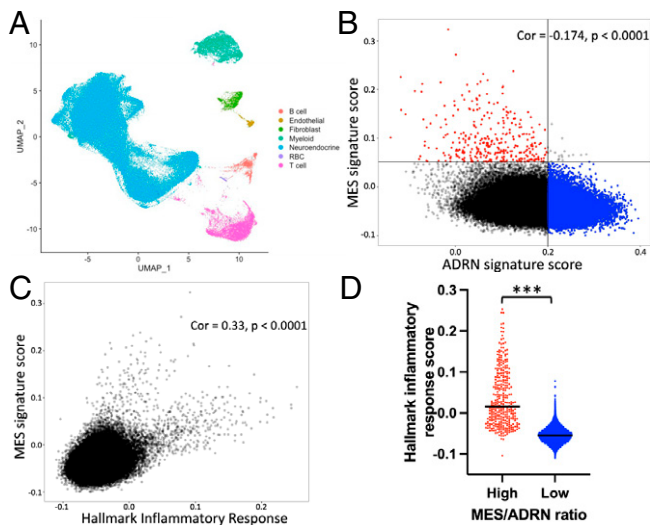 A
10
5
0
-5
-10
UMAP_2
-5
0
5
10
UMAP_1
B cell
Endothelial
Fibroblast
Myeloid
Neuroendocrine
RBC
T cell
B
Cor = -0.174, p < 0.0001
0.3
0.2
0.1
0.0
-0.1
MES signature score
0.0
0.2
0.4
ADRN signature score
C
Cor = 0.33, p < 0.0001
0.3
0.2
0.1
0.0
-0.1
MES signature score
-0.1
0.0
0.1
0.2
Hallmark Inflammatory Response
D
***
0.3
0.2
0.1
-0.0
-0.1
Hallmark inflammatory
response score
High
Low
MES/ADRN ratio